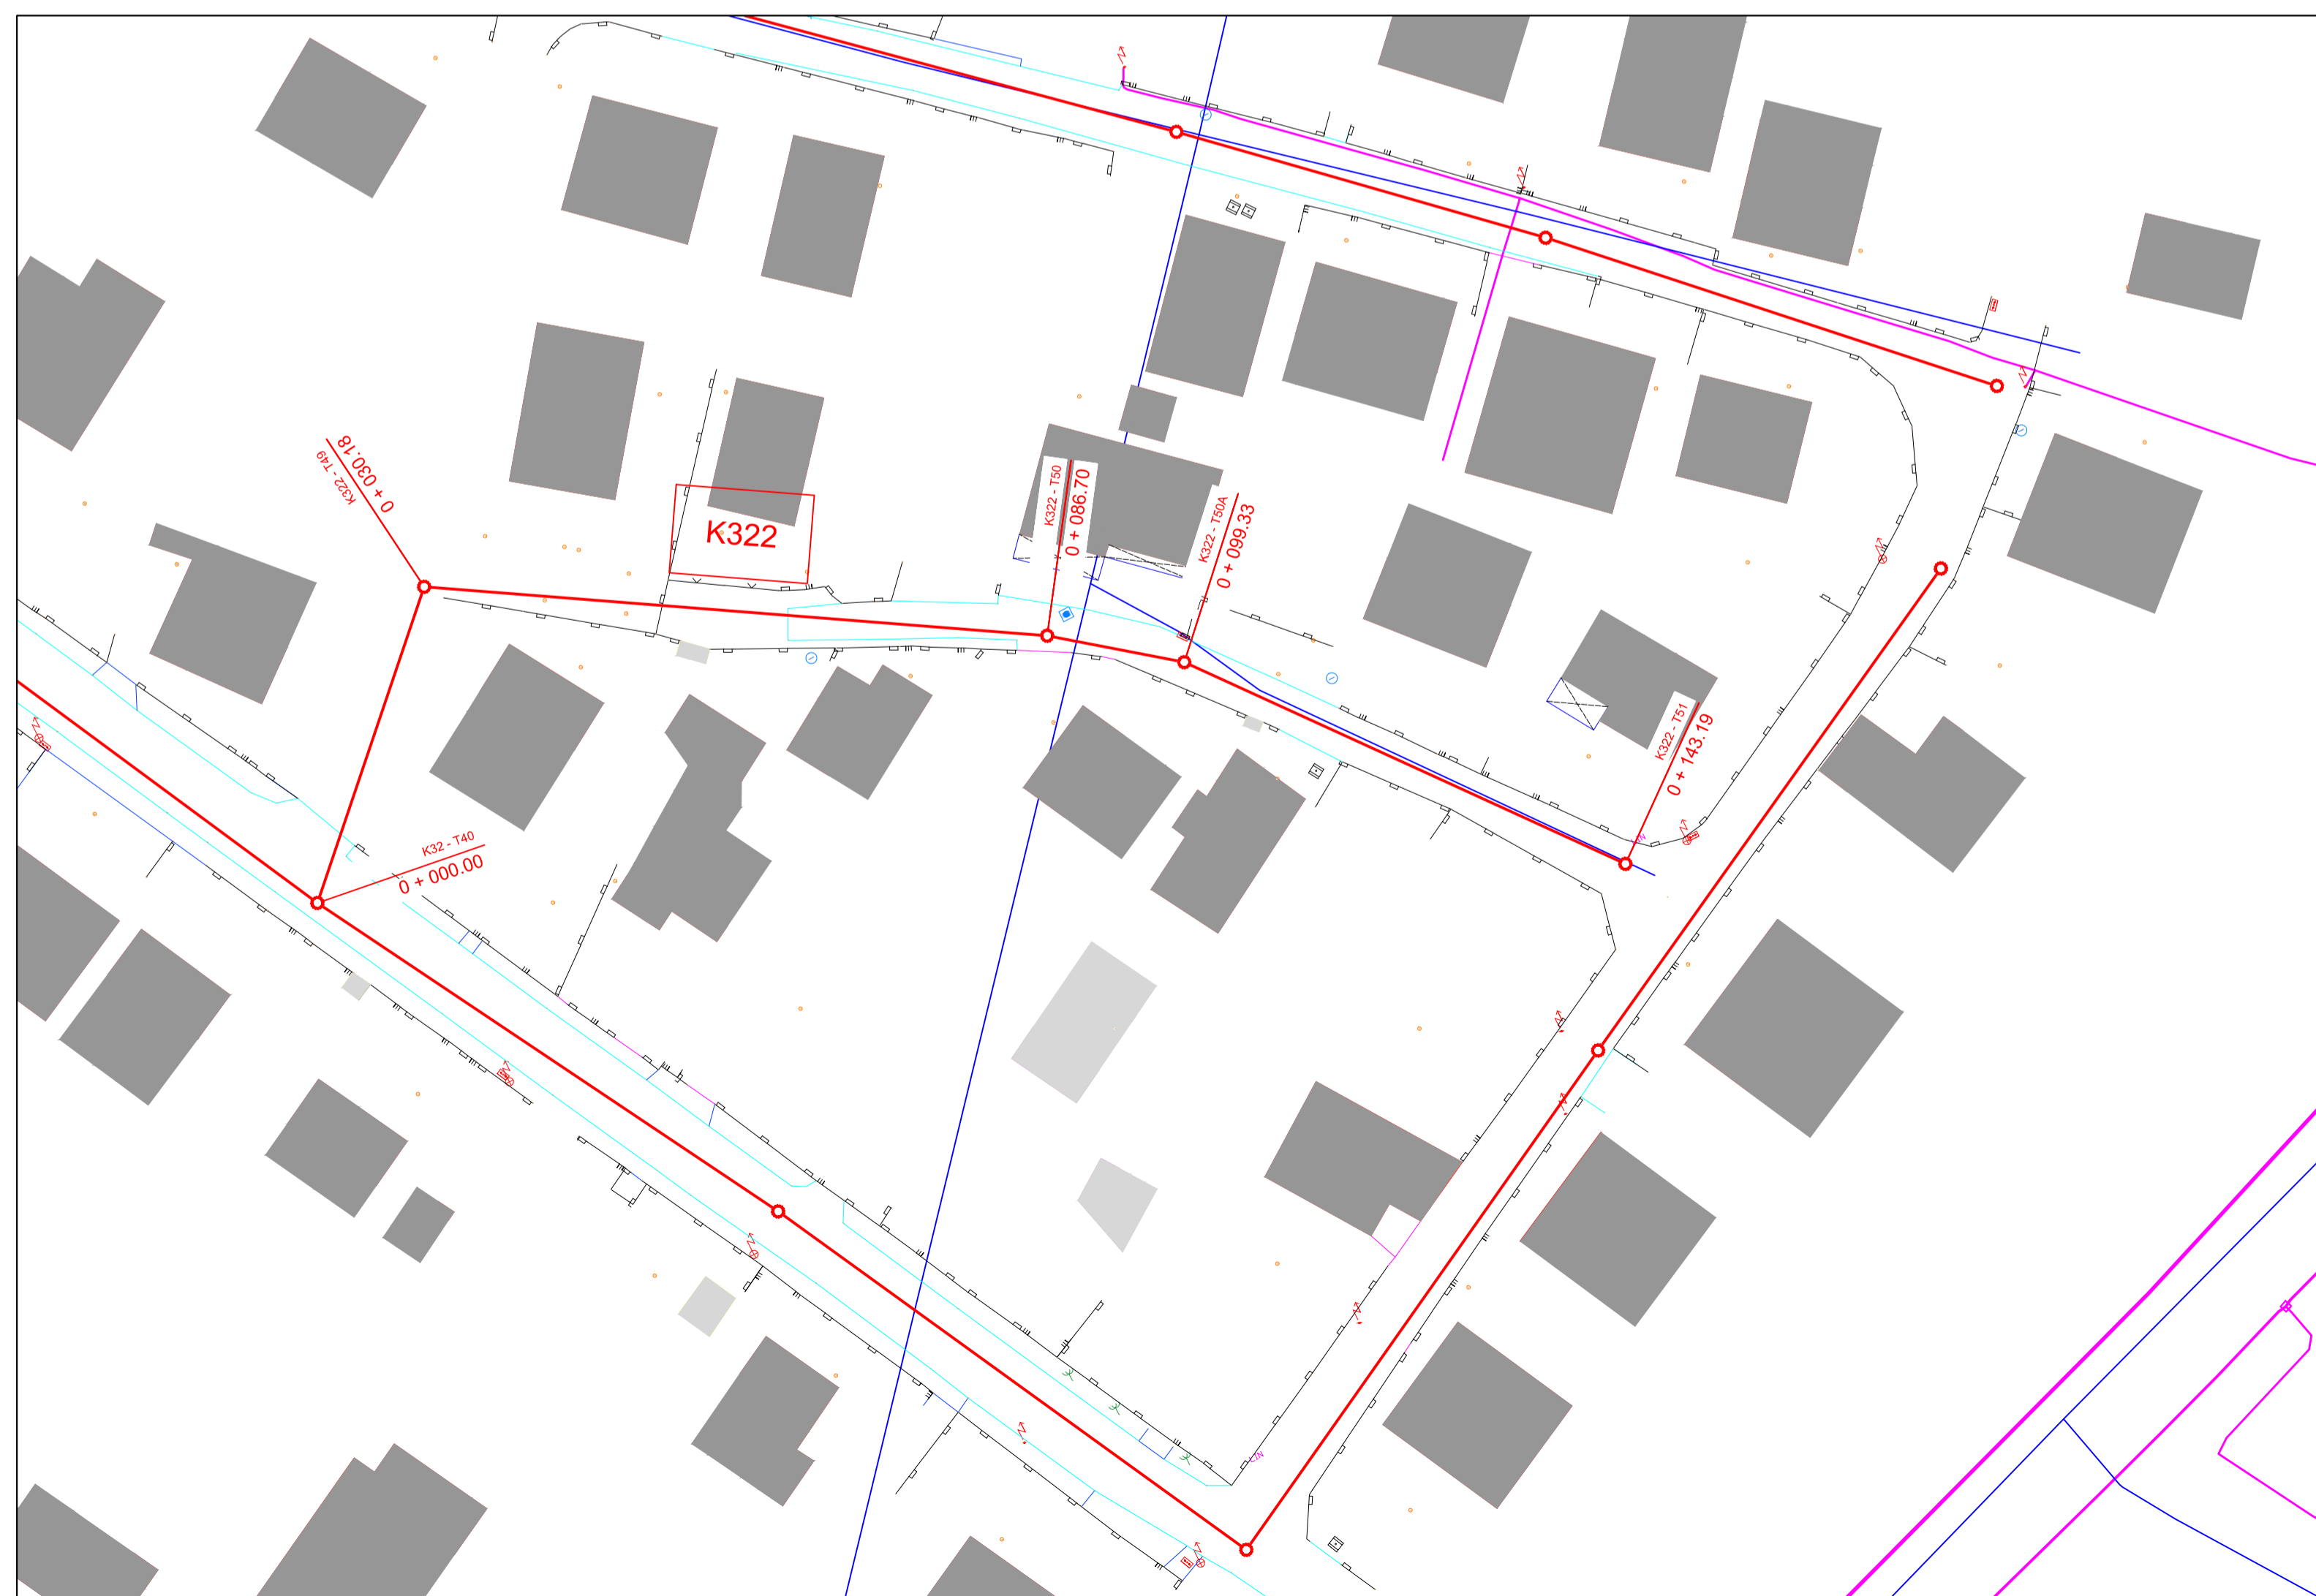 K322 - T49
0 + 030.18
K322
K322 - T50
0 + 086.70
K322 - T50A
0 + 099.33
K322 - T51
0 + 143.19
K32 - T40
0 + 000.00